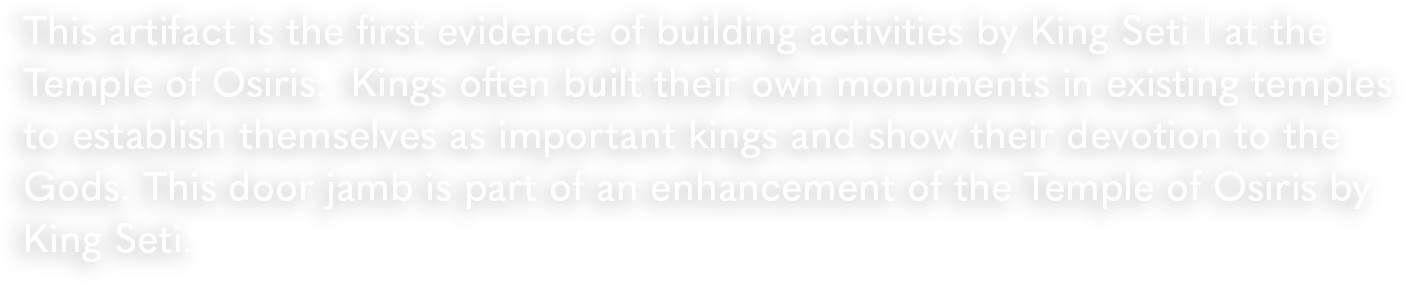 This artifact is the first evidence of building activities by King Seti I at the
Temple of Osiris.  Kings often built their own monuments in existing temples
to establish themselves as important kings and show their devotion to the
Gods. This door jamb is part of an enhancement of the Temple of Osiris by
King Seti.